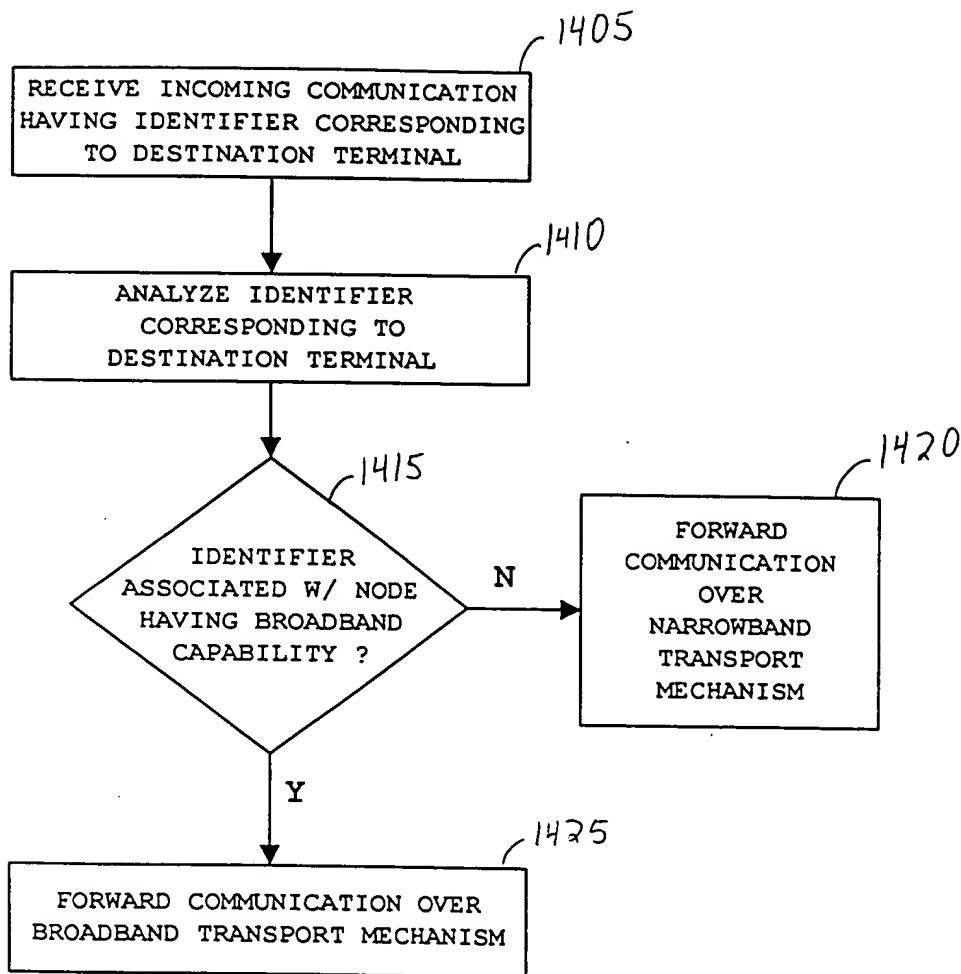 1405
RECEIVE INCOMING COMMUNICATION
HAVING IDENTIFIER CORRESPONDING
TO DESTINATION TERMINAL
1410
ANALYZE IDENTIFIER
CORRESPONDING TO
DESTINATION TERMINAL
1415
IDENTIFIER
ASSOCIATED W/ NODE
HAVING BROADBAND
CAPABILITY ?
N
1420
FORWARD
COMMUNICATION
OVER
NARROWBAND
TRANSPORT
MECHANISM
Y
1425
FORWARD COMMUNICATION OVER
BROADBAND TRANSPORT MECHANISM